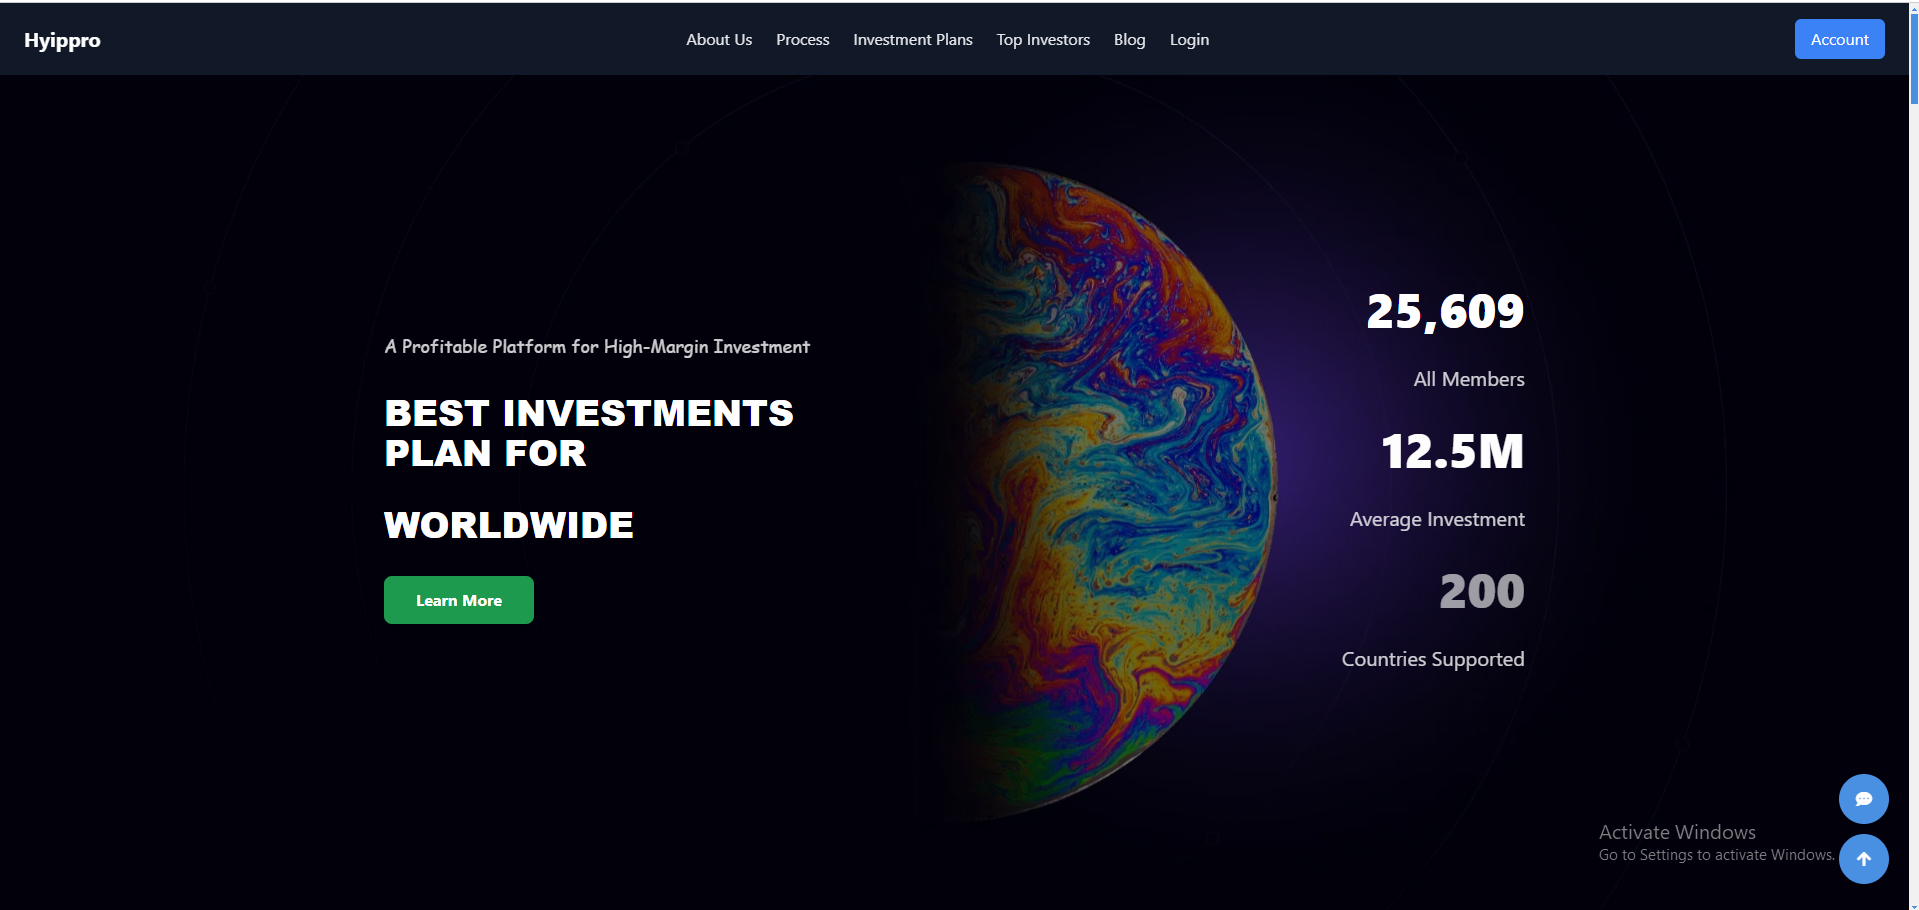 Hyippro
About Us Process Investment Plans Top Investors Blog Login
Account
A Profitable Platform for High-Margin Investment
BEST INVESTMENTS
PLAN FOR
WORLDWIDE
Learn More
25,609
All Members
12.5M
Average Investment
200
Countries Supported
Activate Windows
Go to Settings to activate Windows.